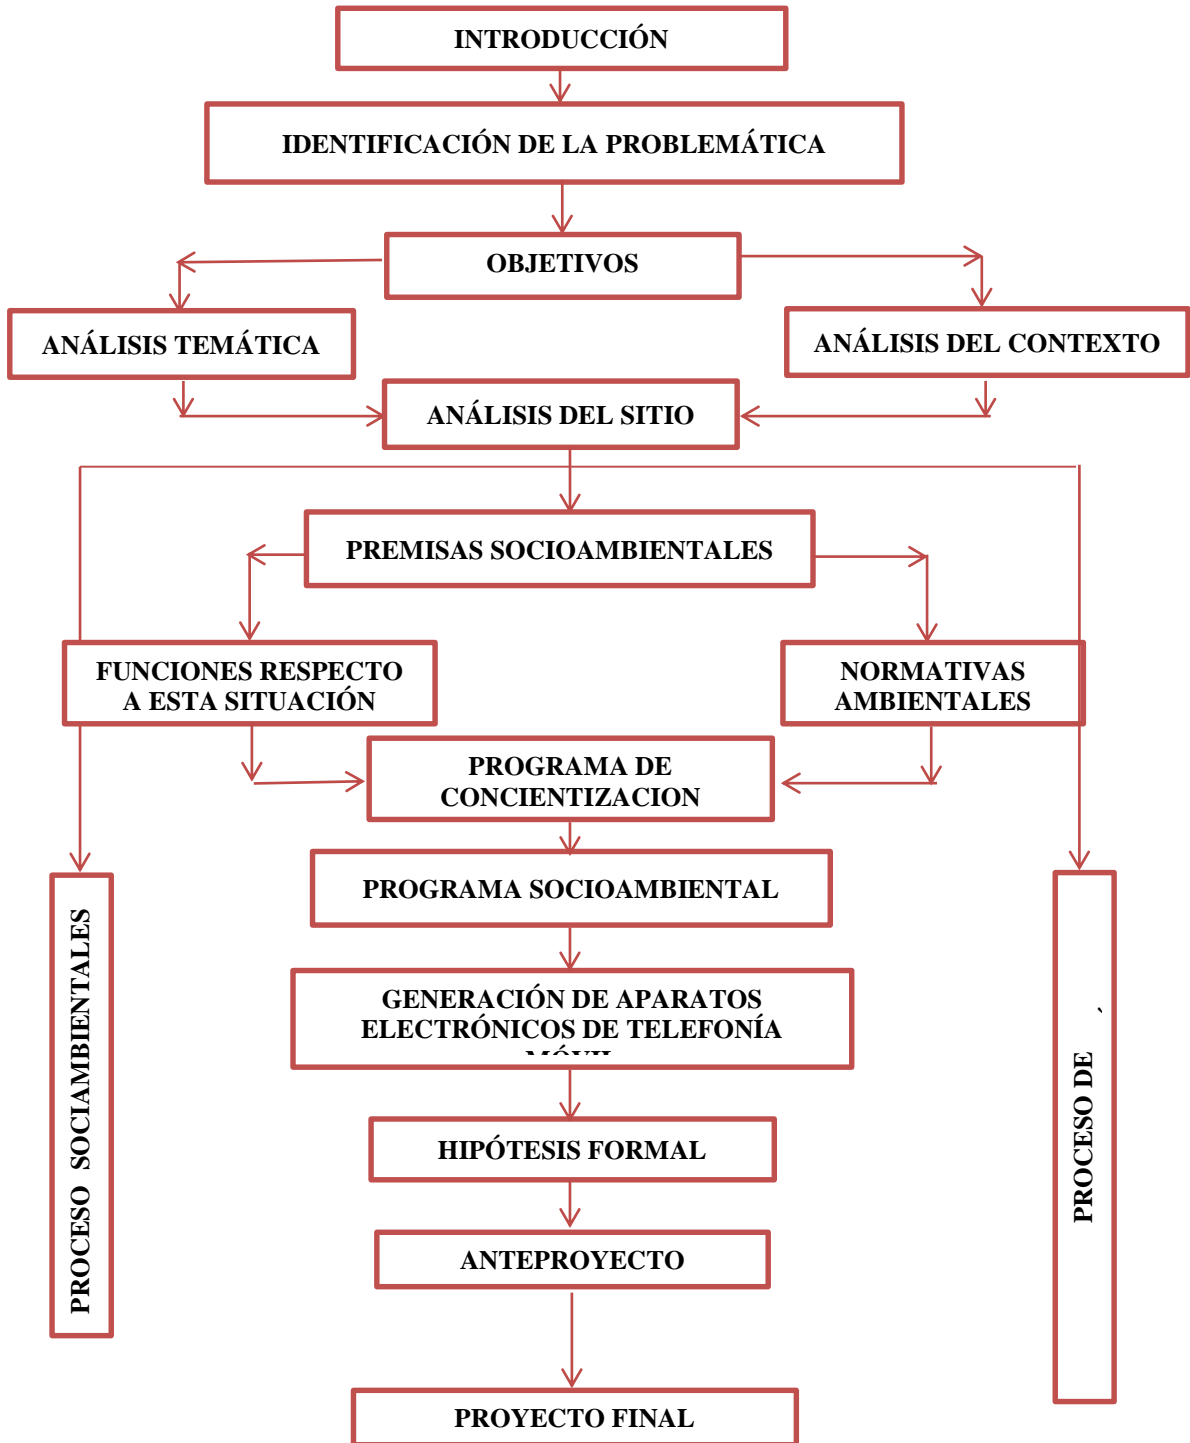 INTRODUCCIÓN
IDENTIFICACIÓN DE LA PROBLEMÁTICA
OBJETIVOS
ANÁLISIS TEMÁTICA
ANÁLISIS DEL CONTEXTO
ANÁLISIS DEL SITIO
PREMISAS SOCIOAMBIENTALES
FUNCIONES RESPECTO
A ESTA SITUACIÓN
NORMATIVAS
AMBIENTALES
PROGRAMA DE
CONCIENTIZACION
PROGRAMA SOCIOAMBIENTAL
PROCESO SOCIAMBIENTALES
PROCESO DE
GENERACIÓN DE APARATOS
ELECTRÓNICOS DE TELEFONÍA
MÓVIL
HIPÓTESIS FORMAL
ANTEPROYECTO
PROYECTO FINAL